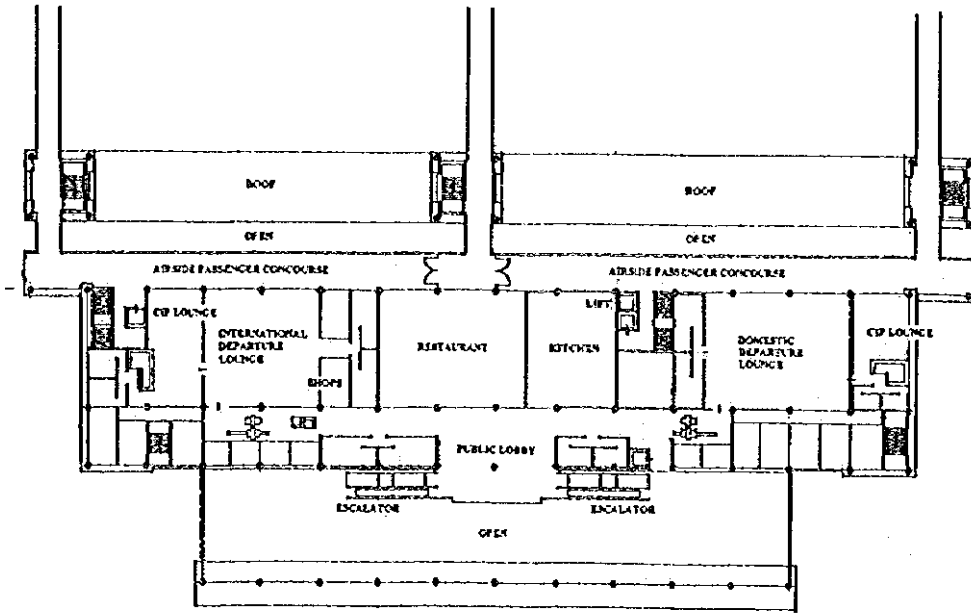 ROOF
ROOF
OPEN
OPEN
AIRSIDE PASSENGER CONCOURSE
AIRSIDE PASSENGER CONCOURSE
CIP LOUNGE
INTERNATIONAL
DEPARTURE
LOUNGE
SHOPS
RESTAURANT
KITCHEN
LIFT
DOMESTIC
DEPARTURE
LOUNGE
CIP LOUNGE
PUBLIC LOBBY
ESCALATOR
ESCALATOR
OPEN